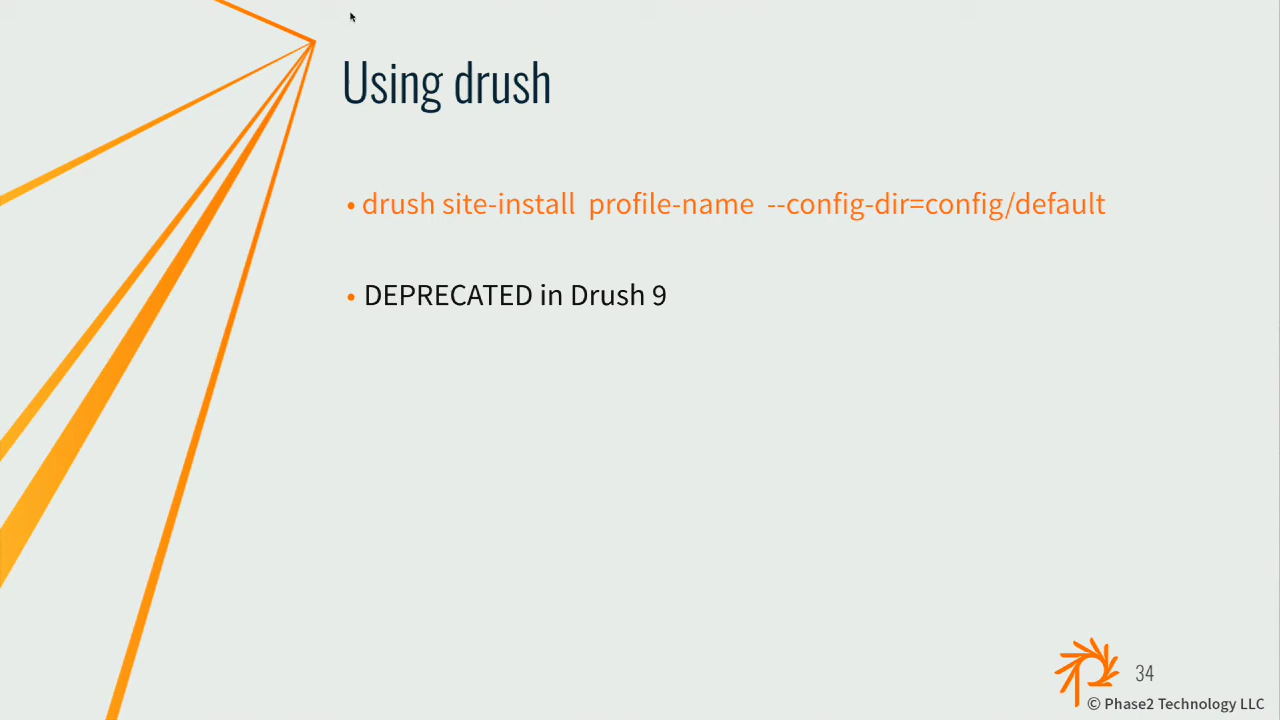 Using drush
• drush site-install profile-name --config-dir=config/default
• DEPRECATED in Drush 9
34
© Phase2 Technology LLC